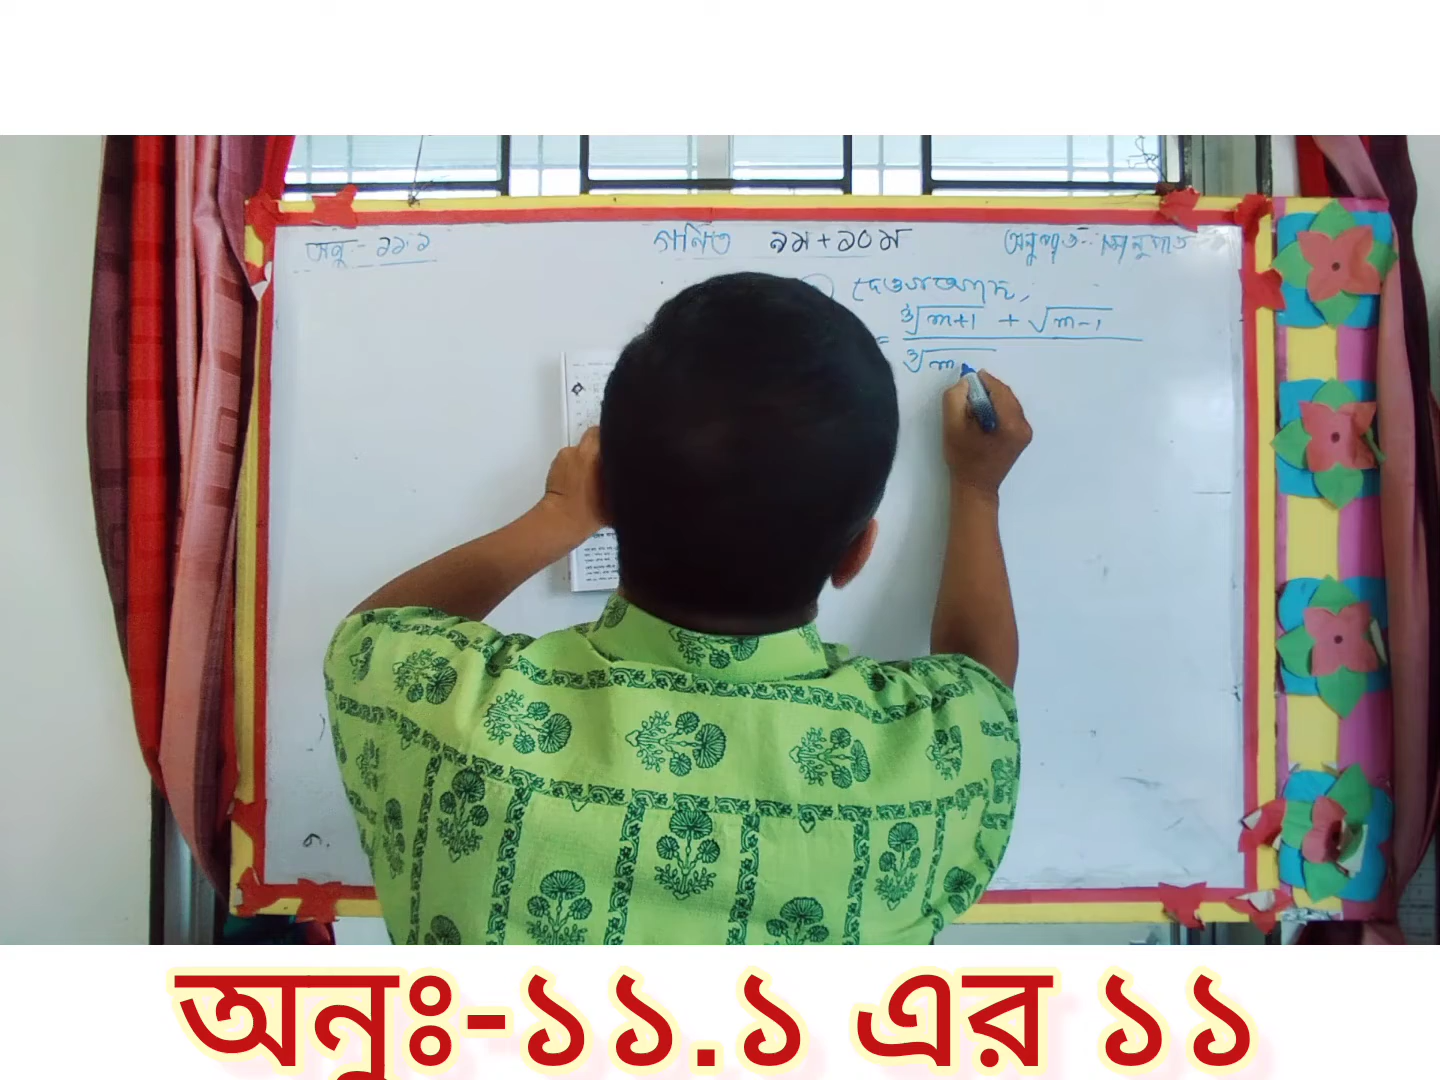 অনু:- ১১.১
গণিত ৯ম + ১০ম
অনুপাত সমানুপাত
দেওয়া আছে,
= ∛m+1 + √m-1
∛m
অনুঃ-১১.১ এর ১১